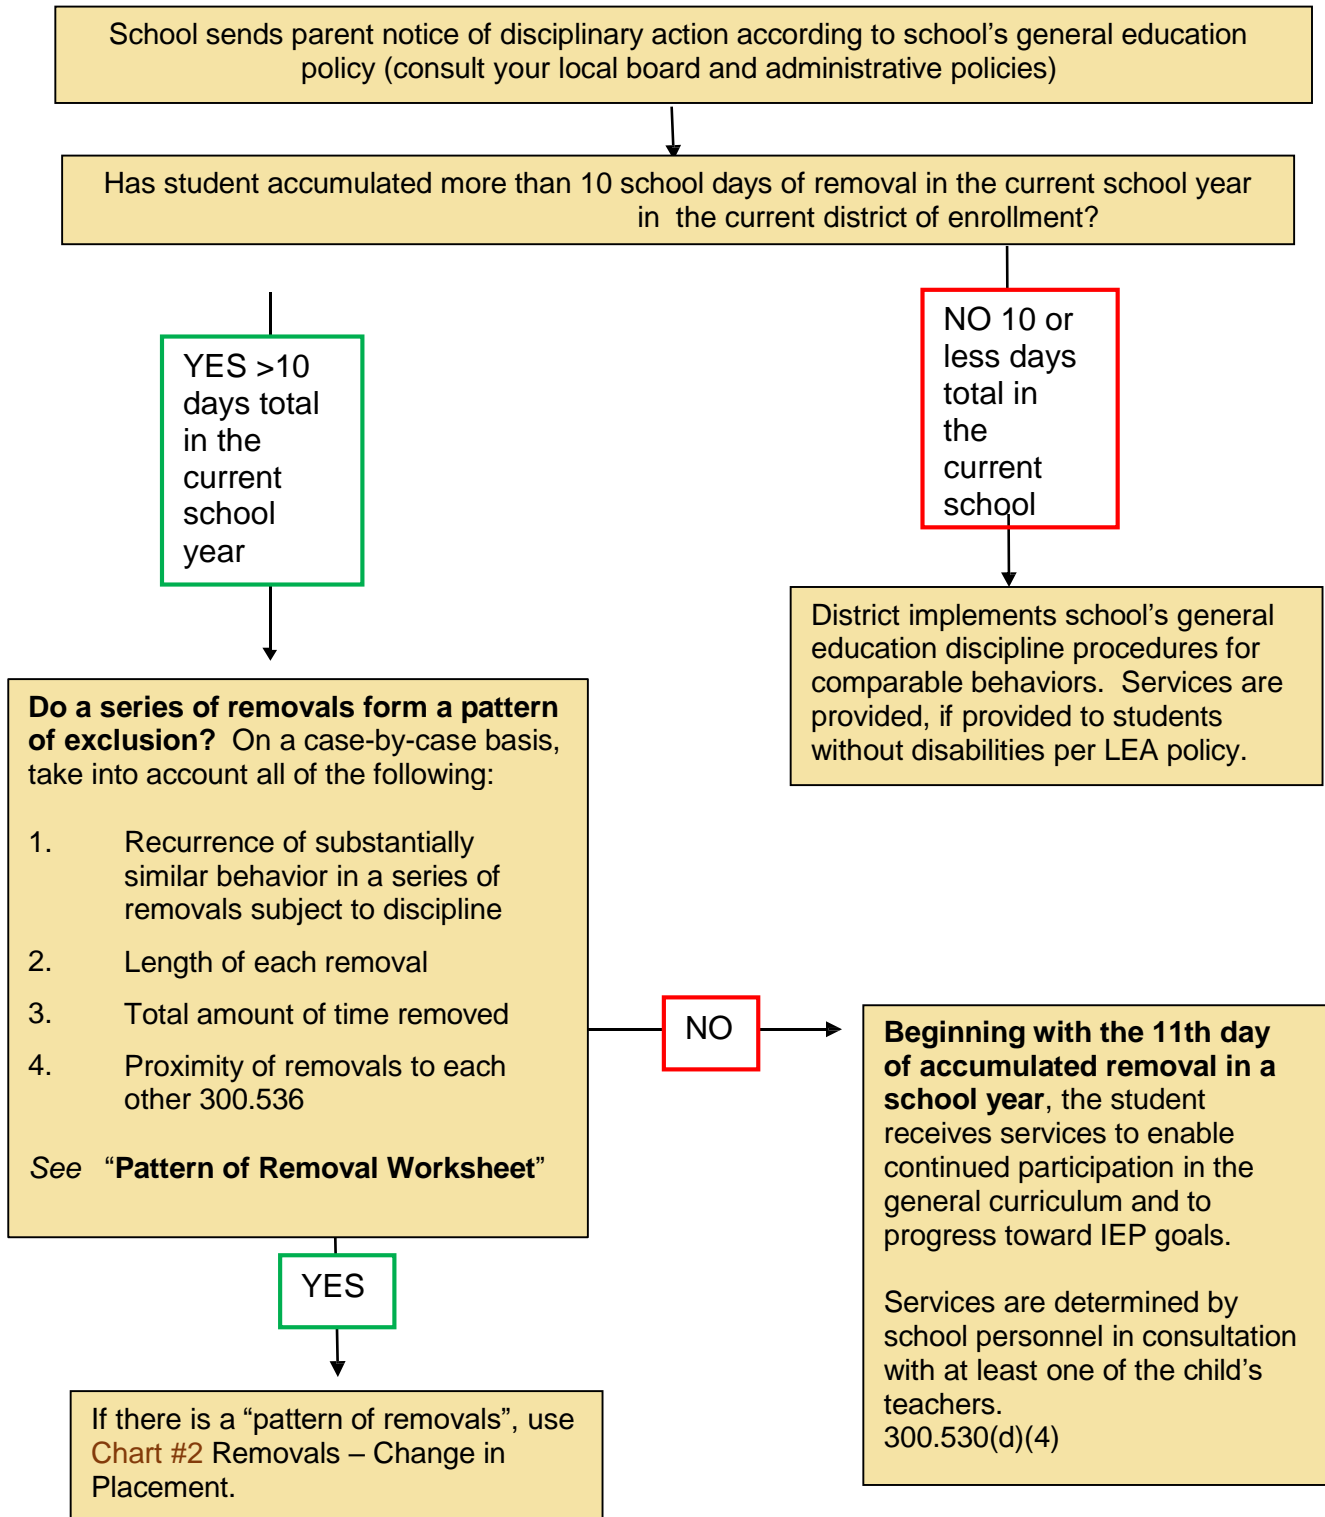 School sends parent notice of disciplinary action according to school’s general education
policy (consult your local board and administrative policies)
Has student accumulated more than 10 school days of removal in the current school year
in the current district of enrollment?
YES >10
days total
in the
current
school
year
NO 10 or
less days
total in
the
current
school
District implements school’s general
education discipline procedures for
comparable behaviors. Services are
provided, if provided to students
without disabilities per LEA policy.
Do a series of removals form a pattern
of exclusion? On a case-by-case basis,
take into account all of the following:
1. Recurrence of substantially
similar behavior in a series of
removals subject to discipline
2. Length of each removal
3. Total amount of time removed
4. Proximity of removals to each
other 300.536
See “Pattern of Removal Worksheet”
NO
Beginning with the 11th day
of accumulated removal in a
school year, the student
receives services to enable
continued participation in the
general curriculum and to
progress toward IEP goals.
Services are determined by
school personnel in consultation
with at least one of the child’s
teachers.
300.530(d)(4)
YES
If there is a “pattern of removals”, use
Chart #2 Removals – Change in
Placement.